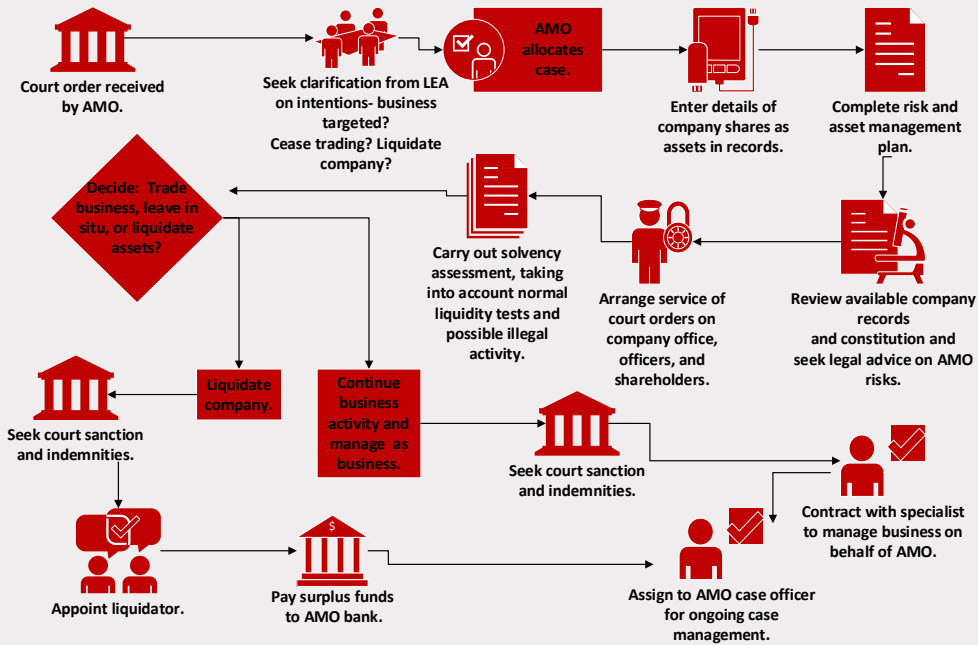 Court order received
by AMO.
Seek clarification from LEA
on intentions- business
targeted?
Cease trading? Liquidate
company?
AMO
allocates
case.
Enter details of
company shares as
assets in records.
Complete risk and
asset management
plan.
Review available company
records
and constitution and
seek legal advice on AMO
risks.
Arrange service of
court orders on
company office,
officers, and
shareholders.
Carry out solvency
assessment, taking
into account normal
liquidity tests and
possible illegal
activity.
Decide: Trade
business, leave in
situ, or liquidate
assets?
Liquidate
company.
Seek court sanction
and indemnities.
Appoint liquidator.
$
Pay surplus funds
to AMO bank.
Continue
business
activity and
manage as
business.
Seek court sanction
and indemnities.
Contract with specialist
to manage business on
behalf of AMO.
Assign to AMO case officer
for ongoing case
management.